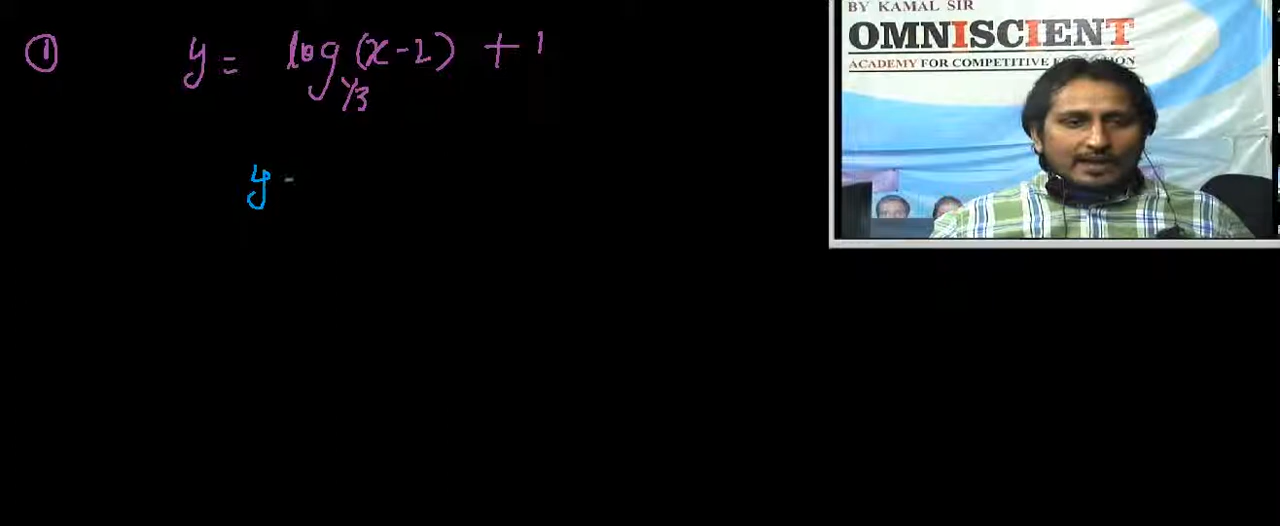 BY KAMAL SIR
OMNISCIENT
ACADEMY FOR COMPETITIVE
① y = log_{1/3}(x-2) + 1
y -